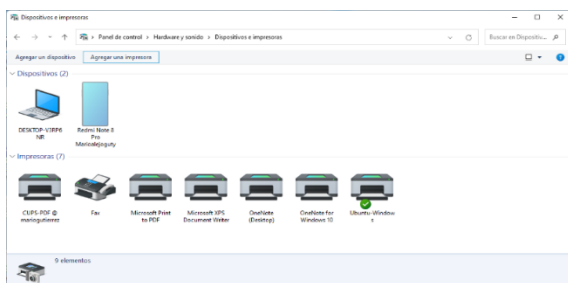 Dispositivos e impresoras
Panel de control > Hardware y sonido > Dispositivos e impresoras
Buscar en Dispositiv...
Agregar un dispositivo
Agregar una impresora
Dispositivos (2)
DESKTOP-V3RP6
NR
Redmi Note 8
Pro
Marioalejoguty
Impresoras (7)
CUPS-PDF @
mariogutierrez
Fax
Microsoft Print
to PDF
Microsoft XPS
Document Writer
OneNote
(Desktop)
OneNote for
Windows 10
Ubuntu-Window
s
9 elementos